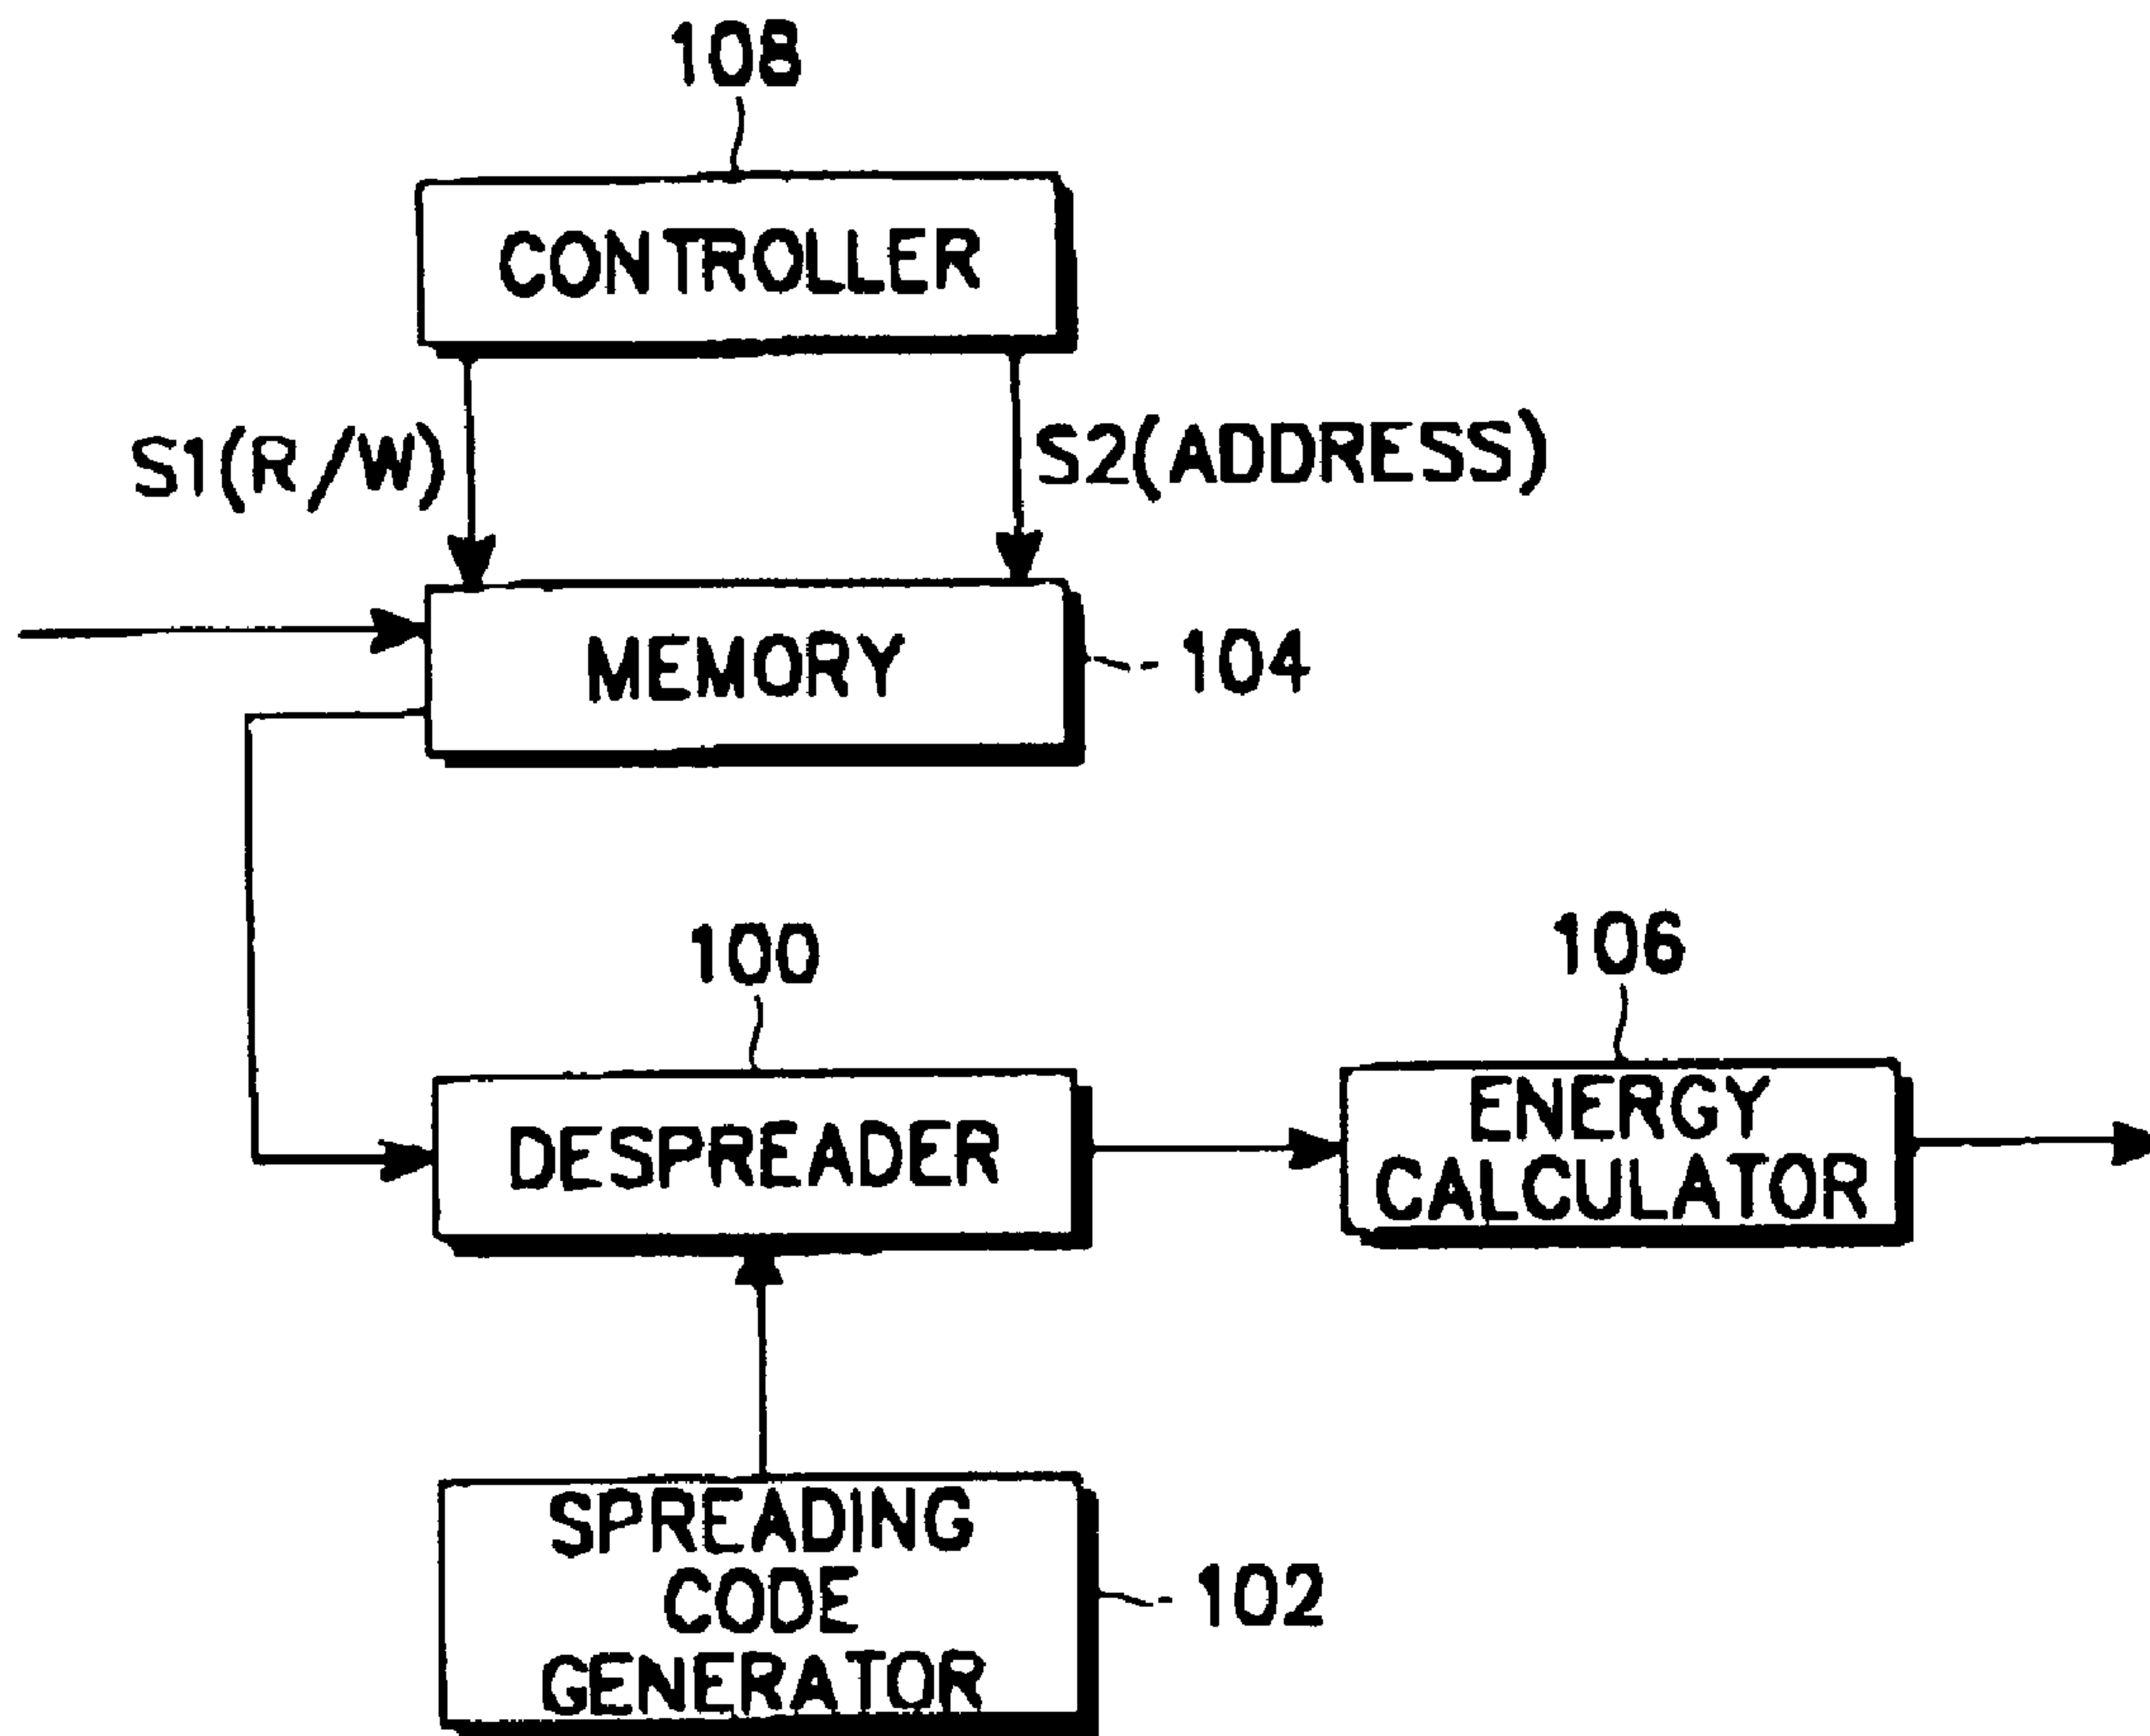 108
CONTROLLER
S1(R/W)
S2(ADDRESS)
MEMORY
104
100
106
DESPREADER
ENERGY
CALCULATOR
SPREADING
CODE
GENERATOR
102